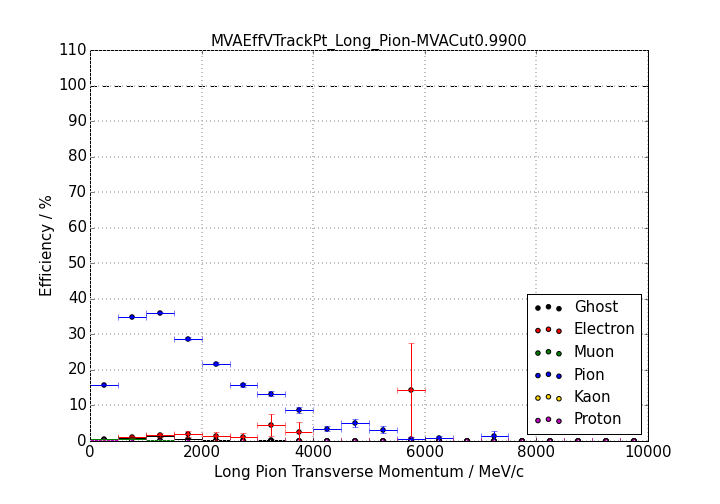 MVAEffVTrackPt_Long_Pion-MVACut0.9900
110
100
90
80
70
60
50
40
30
20
10
0
Efficiency / %
Ghost
Electron
Muon
Pion
Kaon
Proton
0 2000 4000 6000 8000 10000
Long Pion Transverse Momentum / MeV/c